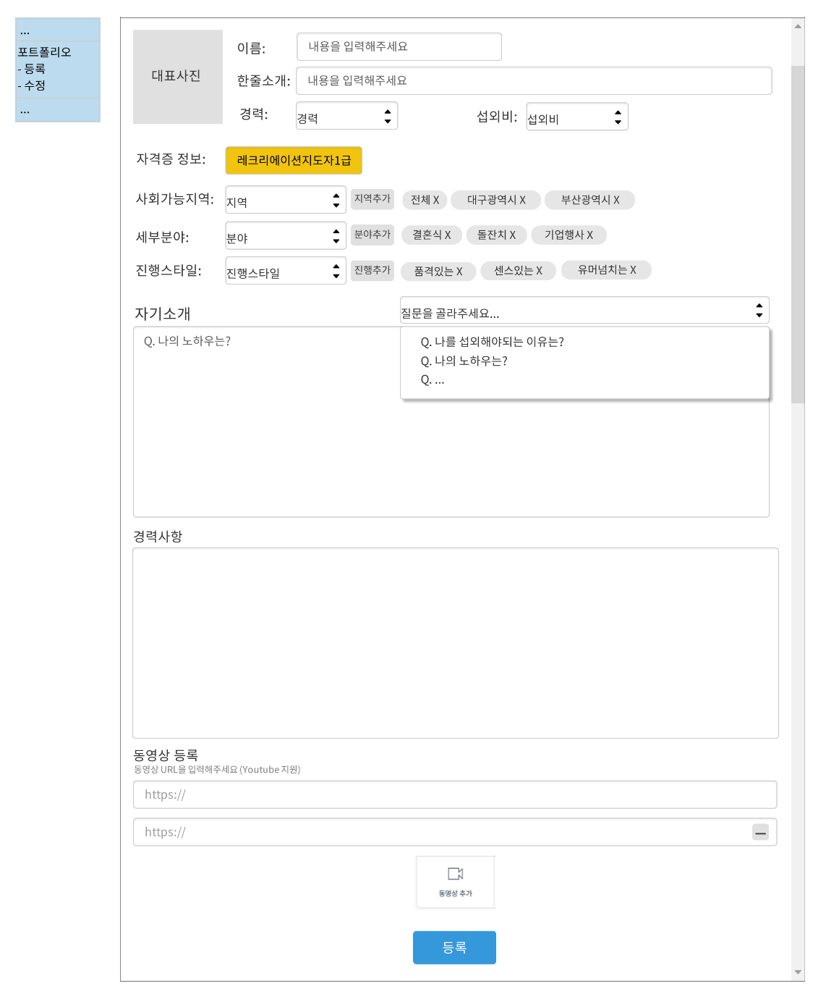 ...
포트폴리오
- 등록
- 수정
...
대표사진
이름: 내용을 입력해주세요
한줄소개: 내용을 입력해주세요
경력: 경력 섭외비: 섭외비
자격증 정보: 레크리에이션지도자1급
사회가능지역: 지역 지역추가 전체 X 대구광역시 X 부산광역시 X
세부분야: 분야 분야추가 결혼식 X 돌잔치 X 기업행사 X
진행스타일: 진행스타일 진행추가 품격있는 X 센스있는 X 유머넘치는 X
자기소개 질문을 골라주세요...
Q. 나의 노하우는?
Q. 나를 섭외해야되는 이유는?
Q. 나의 노하우는?
Q. ...
경력사항
동영상 등록
동영상 URL을 입력해주세요 (Youtube 지원)
https://
https://
동영상 추가
등록